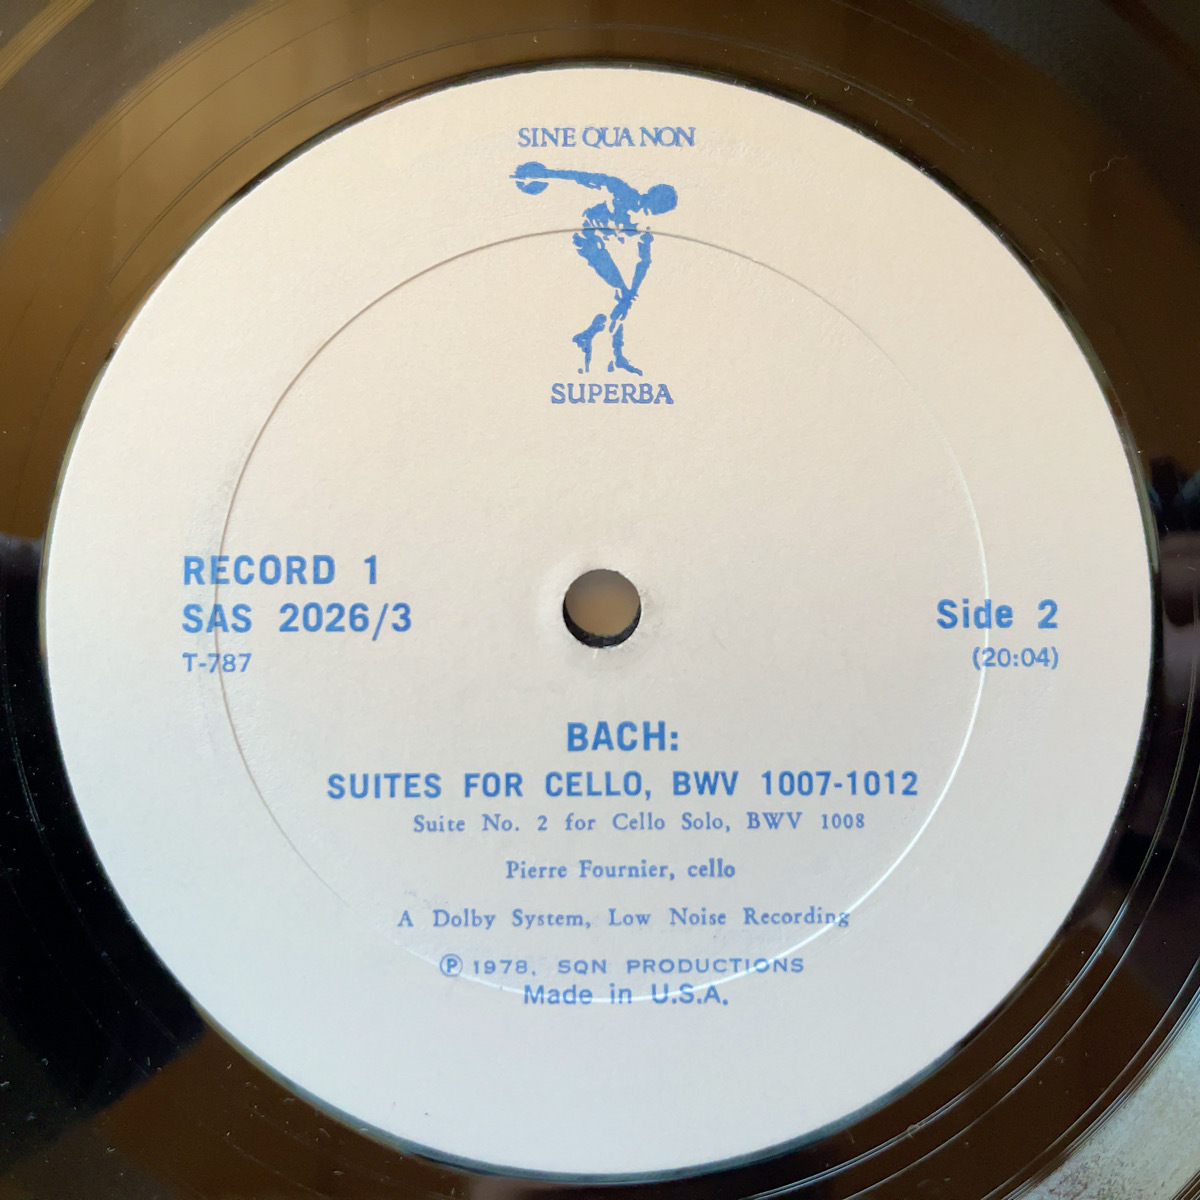 SINE QUA NON
SUPERBA
RECORD 1
SAS 2026/3
T-787
Side 2
(20:04)
BACH:
SUITES FOR CELLO, BWV 1007-1012
Suite No. 2 for Cello Solo, BWV 1008
Pierre Fournier, cello
A Dolby System, Low Noise Recording
Ⓟ 1978, SQN PRODUCTIONS
Made in U.S.A.